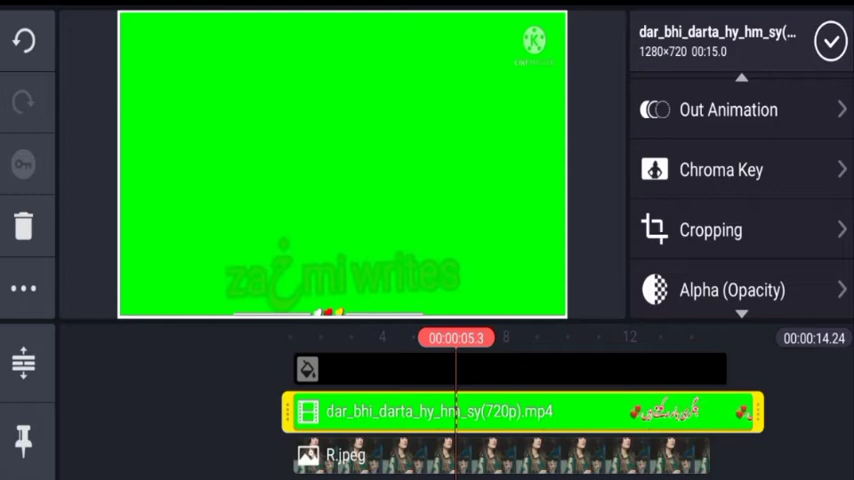 dar_bhi_darta_hy_hm_sy(...
1280×720 00:15.0
Out Animation
Chroma Key
Cropping
Alpha (Opacity)
zaخmi writes
4
8
12
00:00:05.3
00:00:14.24
dar_bhi_darta_hy_hm_sy(720p).mp4
R.jpeg